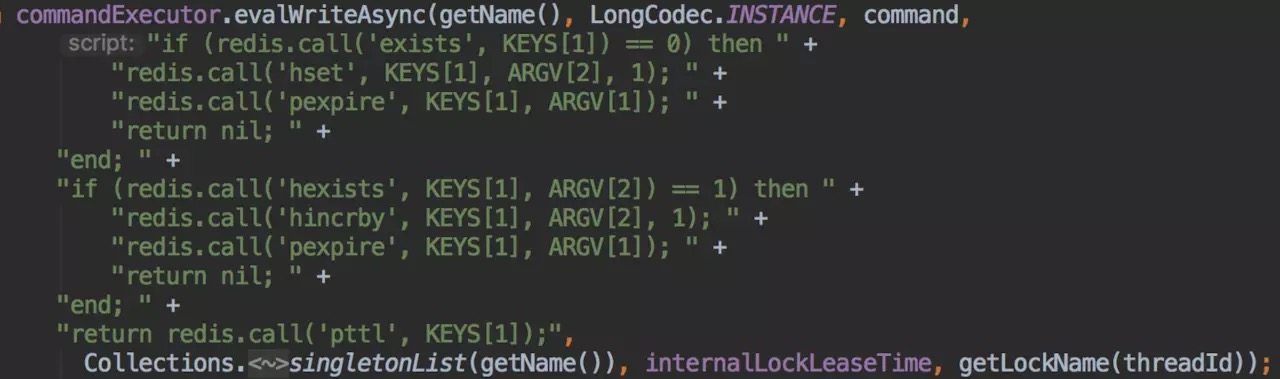 commandExecutor.evalWriteAsync(getName(), LongCodec.INSTANCE, command,
script: "if (redis.call('exists', KEYS[1]) == 0) then " +
"redis.call('hset', KEYS[1], ARGV[2], 1); " +
"redis.call('pexpire', KEYS[1], ARGV[1]); " +
"return nil; " +
"end; " +
"if (redis.call('hexists', KEYS[1], ARGV[2]) == 1) then " +
"redis.call('hincrby', KEYS[1], ARGV[2], 1); " +
"redis.call('pexpire', KEYS[1], ARGV[1]); " +
"return nil; " +
"end; " +
"return redis.call('pttl', KEYS[1]);",
Collections.<~>singletonList(getName()), internalLockLeaseTime, getLockName(threadId));